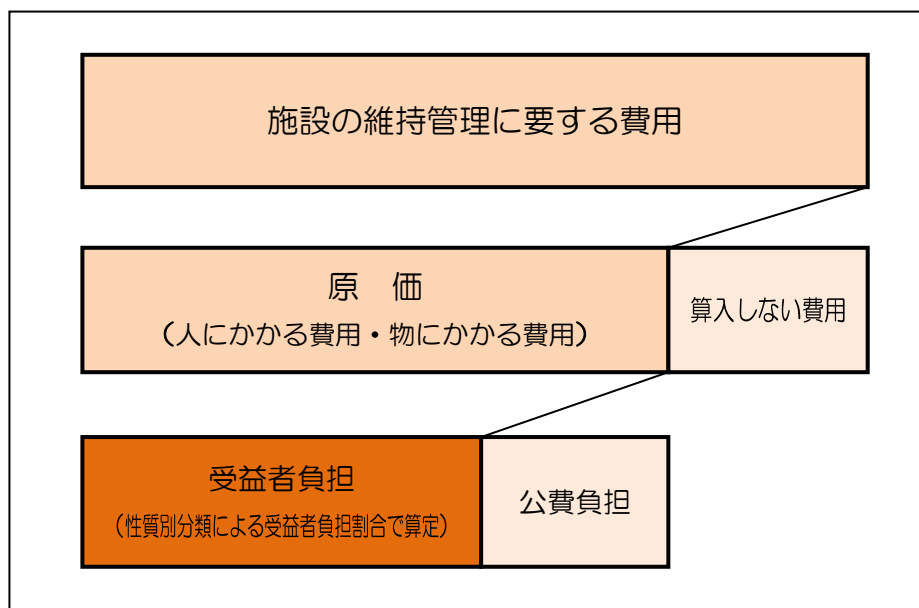 施設の維持管理に要する費用
原　価
（人にかかる費用・物にかかる費用）
算入しない費用
受益者負担
（性質別分類による受益者負担割合で算定）
公費負担